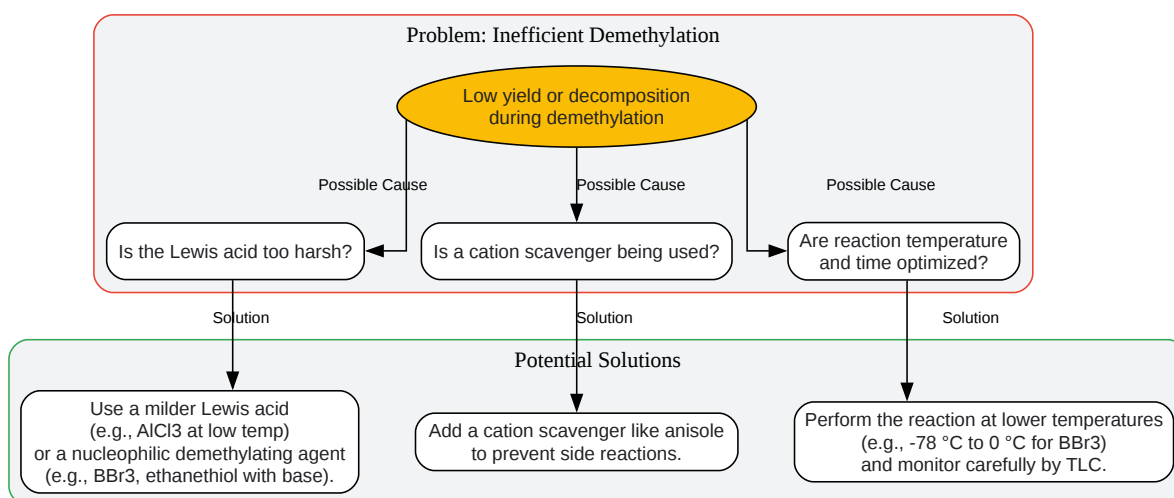 Problem: Inefficient Demethylation
Low yield or decomposition
during demethylation
Possible Cause
Possible Cause
Possible Cause
Is the Lewis acid too harsh?
Is a cation scavenger being used?
Are reaction temperature
and time optimized?
Solution
Solution
Solution
Potential Solutions
Use a milder Lewis acid
(e.g., AlCl3 at low temp)
or a nucleophilic demethylating agent
(e.g., BBr3, ethanethiol with base).
Add a cation scavenger like anisole
to prevent side reactions.
Perform the reaction at lower temperatures
(e.g., -78 °C to 0 °C for BBr3)
and monitor carefully by TLC.